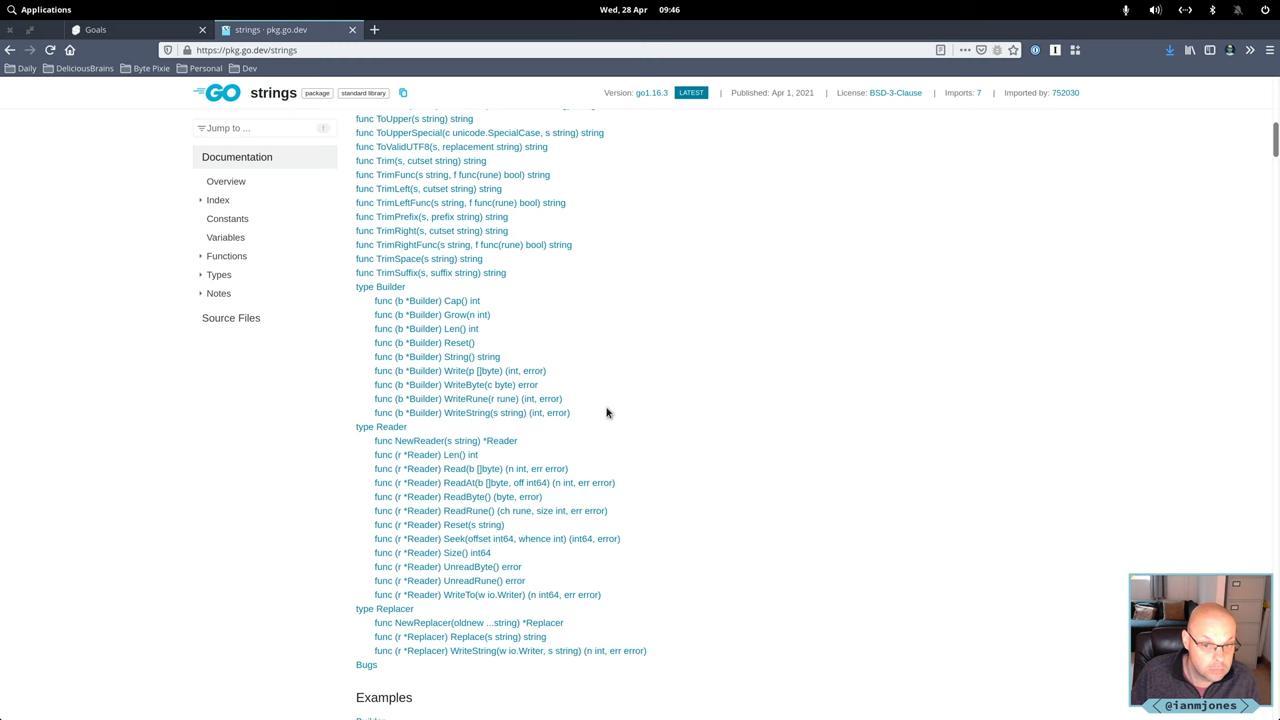 Applications
Wed, 28 Apr 09:46
Goals
strings · pkg.go.dev
https://pkg.go.dev/strings
Daily
DeliciousBrains
Byte Pixie
Personal
Dev
GO
strings
package
standard library
Version: go1.16.3
LATEST
|
Published: Apr 1, 2021
|
License: BSD-3-Clause
|
Imports: 7
|
Imported by: 752030
Jump to ...
Documentation
Overview
Index
Constants
Variables
Functions
Types
Notes
Source Files
func ToUpper(s string) string
func ToUpperSpecial(c unicode.SpecialCase, s string) string
func ToValidUTF8(s, replacement string) string
func Trim(s, cutset string) string
func TrimFunc(s string, f func(rune) bool) string
func TrimLeft(s, cutset string) string
func TrimLeftFunc(s string, f func(rune) bool) string
func TrimPrefix(s, prefix string) string
func TrimRight(s, cutset string) string
func TrimRightFunc(s string, f func(rune) bool) string
func TrimSpace(s string) string
func TrimSuffix(s, suffix string) string
type Builder
func (b *Builder) Cap() int
func (b *Builder) Grow(n int)
func (b *Builder) Len() int
func (b *Builder) Reset()
func (b *Builder) String() string
func (b *Builder) Write(p []byte) (int, error)
func (b *Builder) WriteByte(c byte) error
func (b *Builder) WriteRune(r rune) (int, error)
func (b *Builder) WriteString(s string) (int, error)
type Reader
func NewReader(s string) *Reader
func (r *Reader) Len() int
func (r *Reader) Read(b []byte) (n int, err error)
func (r *Reader) ReadAt(b []byte, off int64) (n int, err error)
func (r *Reader) ReadByte() (byte, error)
func (r *Reader) ReadRune() (ch rune, size int, err error)
func (r *Reader) Reset(s string)
func (r *Reader) Seek(offset int64, whence int) (int64, error)
func (r *Reader) Size() int64
func (r *Reader) UnreadByte() error
func (r *Reader) UnreadRune() error
func (r *Reader) WriteTo(w io.Writer) (n int64, err error)
type Replacer
func NewReplacer(oldnew ...string) *Replacer
func (r *Replacer) Replace(s string) string
func (r *Replacer) WriteString(w io.Writer, s string) (n int, err error)
Bugs
Examples
@ianmjones